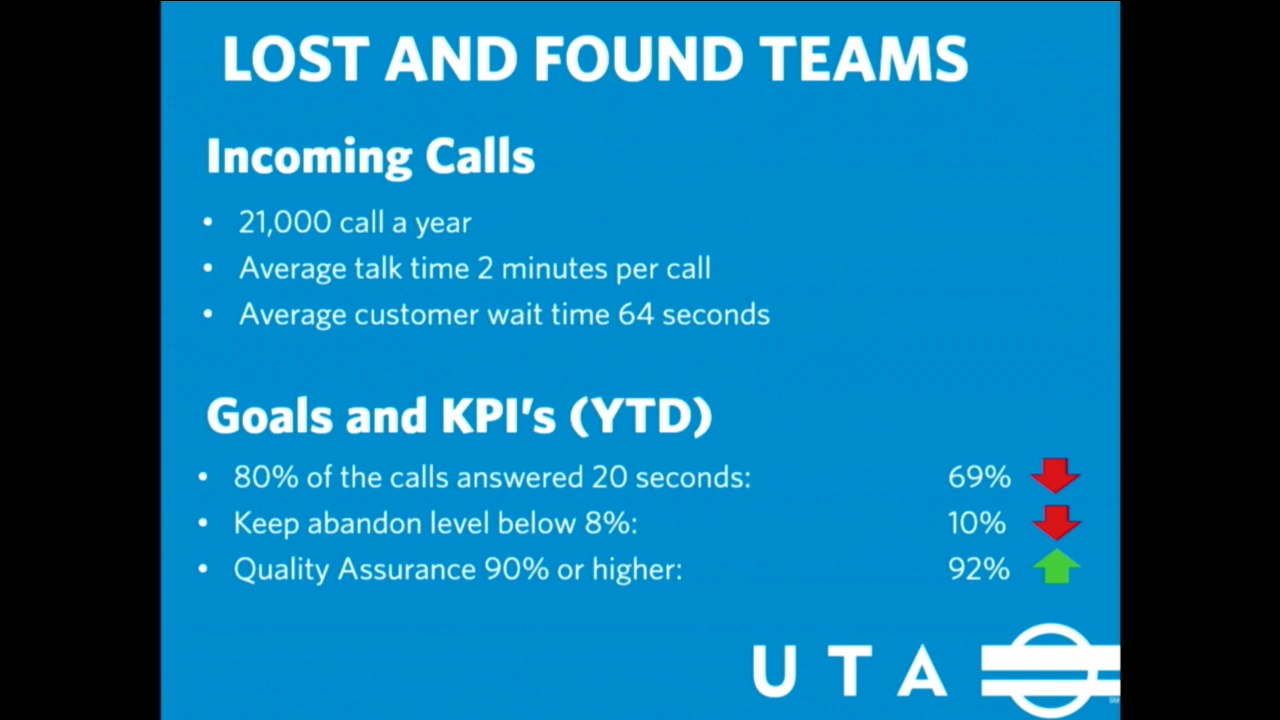 LOST AND FOUND TEAMS
Incoming Calls
• 21,000 call a year
• Average talk time 2 minutes per call
• Average customer wait time 64 seconds
Goals and KPI's (YTD)
• 80% of the calls answered 20 seconds: 69%
• Keep abandon level below 8%: 10%
• Quality Assurance 90% or higher: 92%
UTA
SM